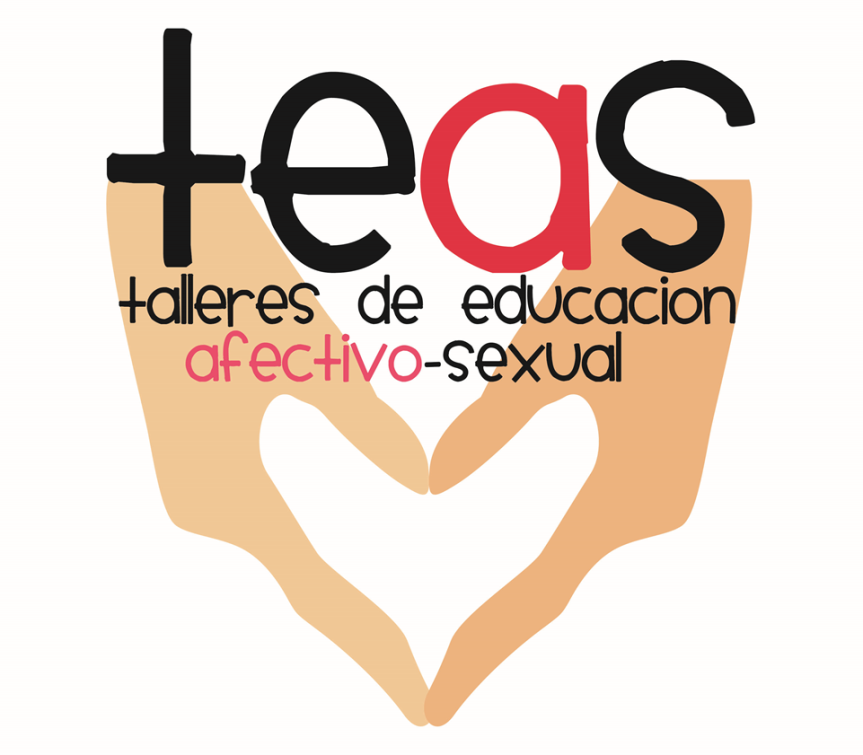 teas
talleres de educacion
afectivo-sexual